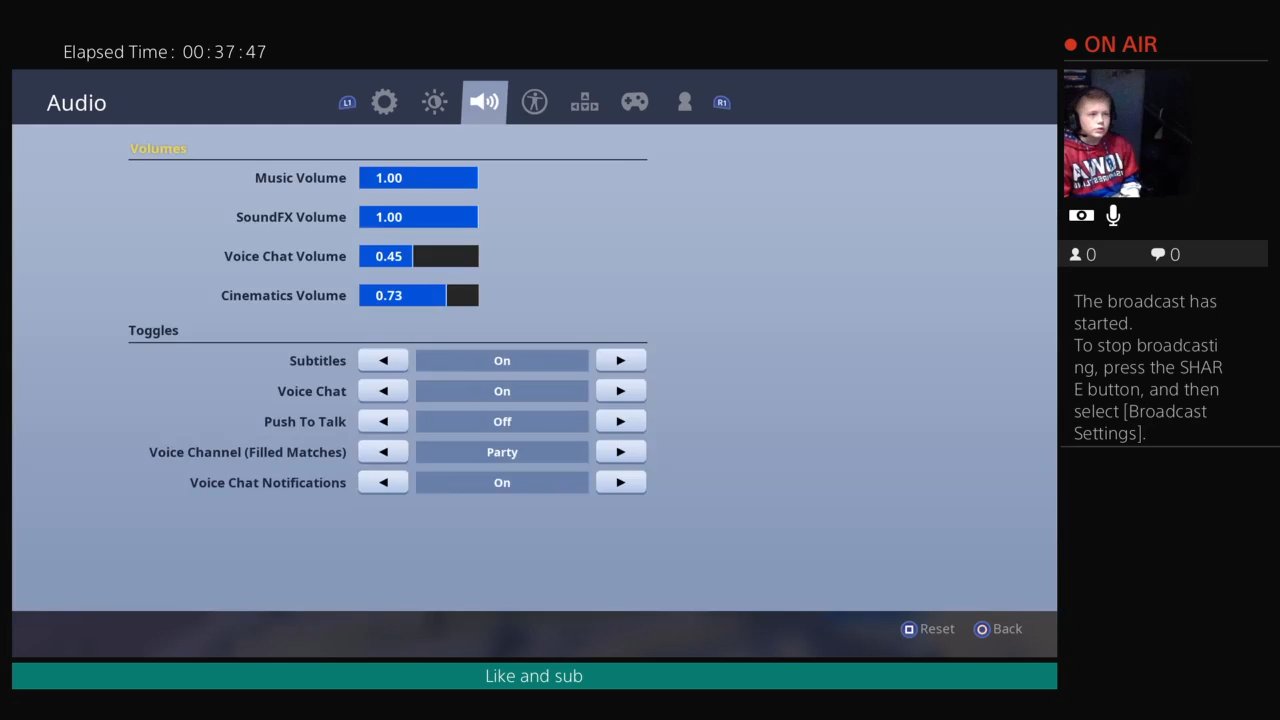 Elapsed Time: 00:37:47
ON AIR
Audio
L1
R1
Volumes
Music Volume 1.00
SoundFX Volume 1.00
Voice Chat Volume 0.45
Cinematics Volume 0.73
Toggles
Subtitles On
Voice Chat On
Push To Talk Off
Voice Channel (Filled Matches) Party
Voice Chat Notifications On
Reset Back
Like and sub
IOWA
0 0
The broadcast has
started.
To stop broadcasti
ng, press the SHAR
E button, and then
select [Broadcast
Settings].